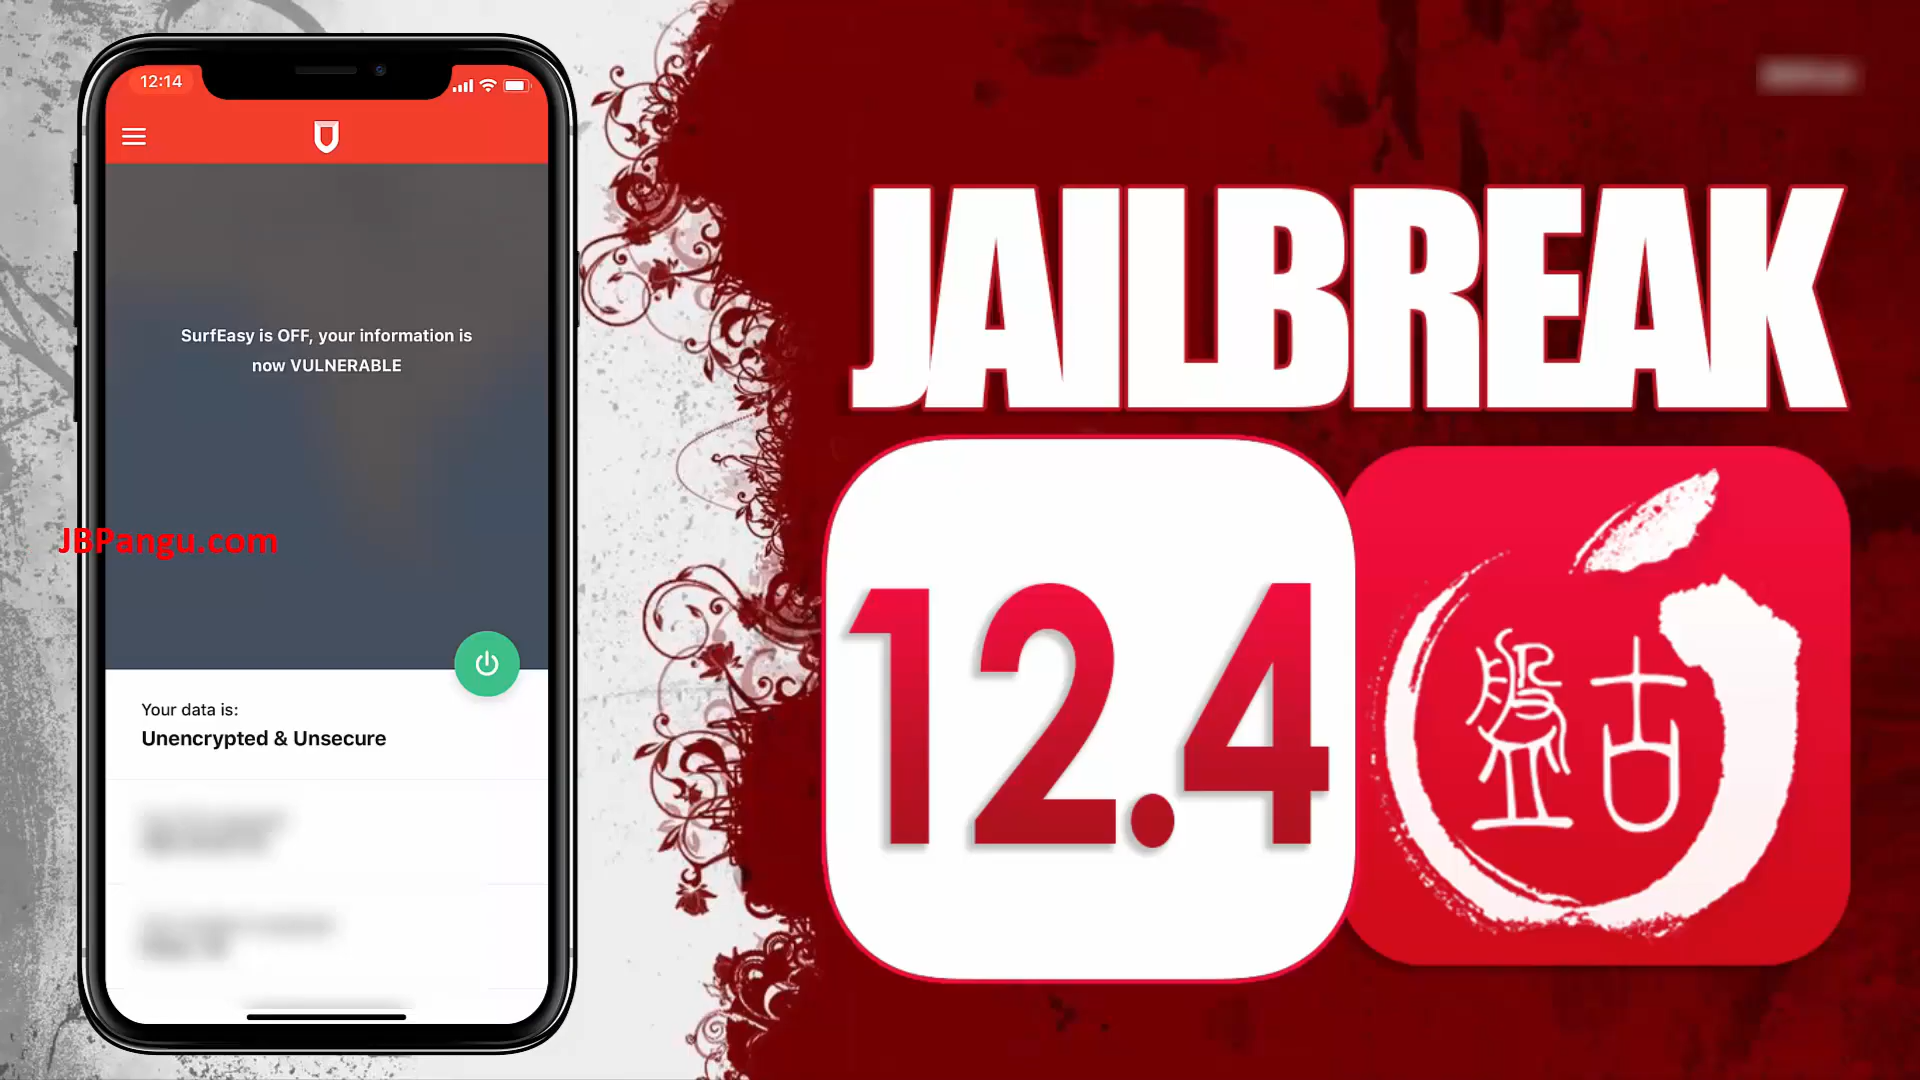 12:14
SurfEasy is OFF, your information is
now VULNERABLE
JBPangu.com
Your data is:
Unencrypted & Unsecure
JAILBREAK
12.4
盤古